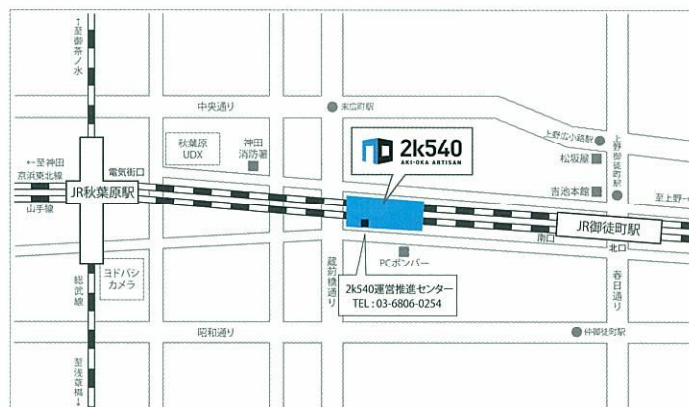 ←至御茶ノ水
中央通り
末広町駅
秋葉原
UDX
神田
消防署
2k540
AKI-OKA ARTISAN
上野広小路駅
松坂屋
吉池本館
上野御徒町駅
←至神田
京浜東北線
電気街口
JR秋葉原駅
山手線
至上野→
JR御徒町駅
南口
北口
総武線
ヨドバシ
カメラ
蔵前橋通り
PCボンバー
2k540運営推進センター
TEL : 03-6806-0254
春日通り
昭和通り
仲御徒町駅
至浅草橋→